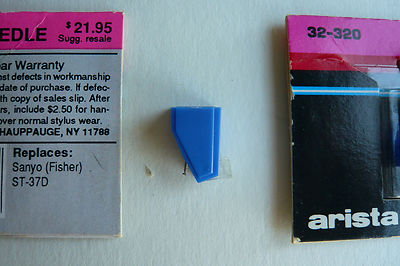 EDLE $21.95
Sugg. resale
ar Warranty
st defects in workmanship
date of purchase. If defec-
th copy of sales slip. After
rs, include $2.50 for han-
over normal stylus wear.
HAUPPAUGE, NY 11788
Replaces:
Sanyo (Fisher)
ST-37D
32-320
arista